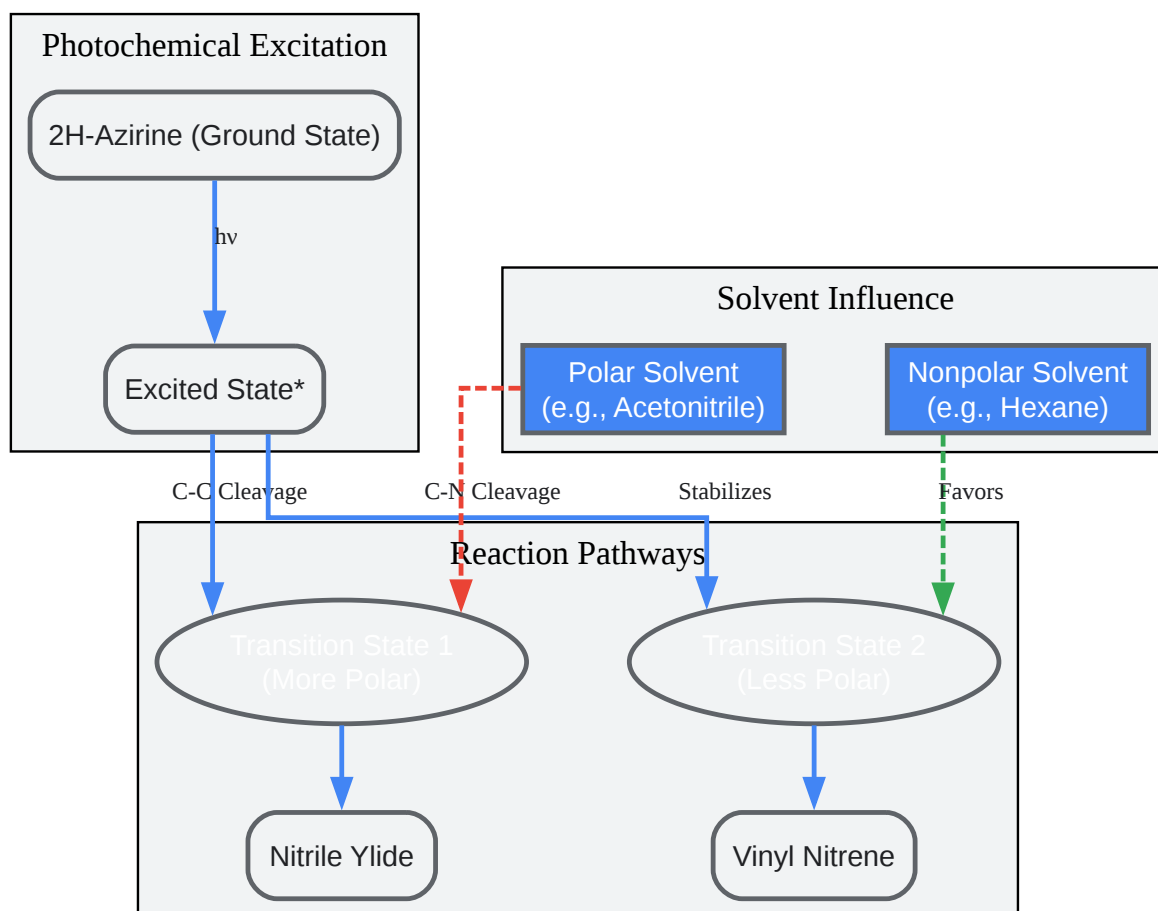 Photochemical Excitation
2H-Azirine (Ground State)
hν
Excited State*
Solvent Influence
Polar Solvent
(e.g., Acetonitrile)
Nonpolar Solvent
(e.g., Hexane)
C-C Cleavage
C-N Cleavage
Stabilizes
Favors
Reaction Pathways
Transition State 1
(More Polar)
Transition State 2
(Less Polar)
Nitrile Ylide
Vinyl Nitrene